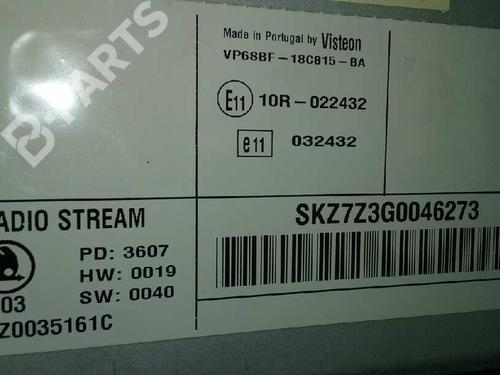 B-PARTS
Made in Portugal by Visteon
VP6SBF-18C815-BA
E11 10R-022432
e11 032432
ADIO STREAM
SKZ7Z3G0046273
PD: 3607
HW: 0019
03 SW: 0040
Z0035161C